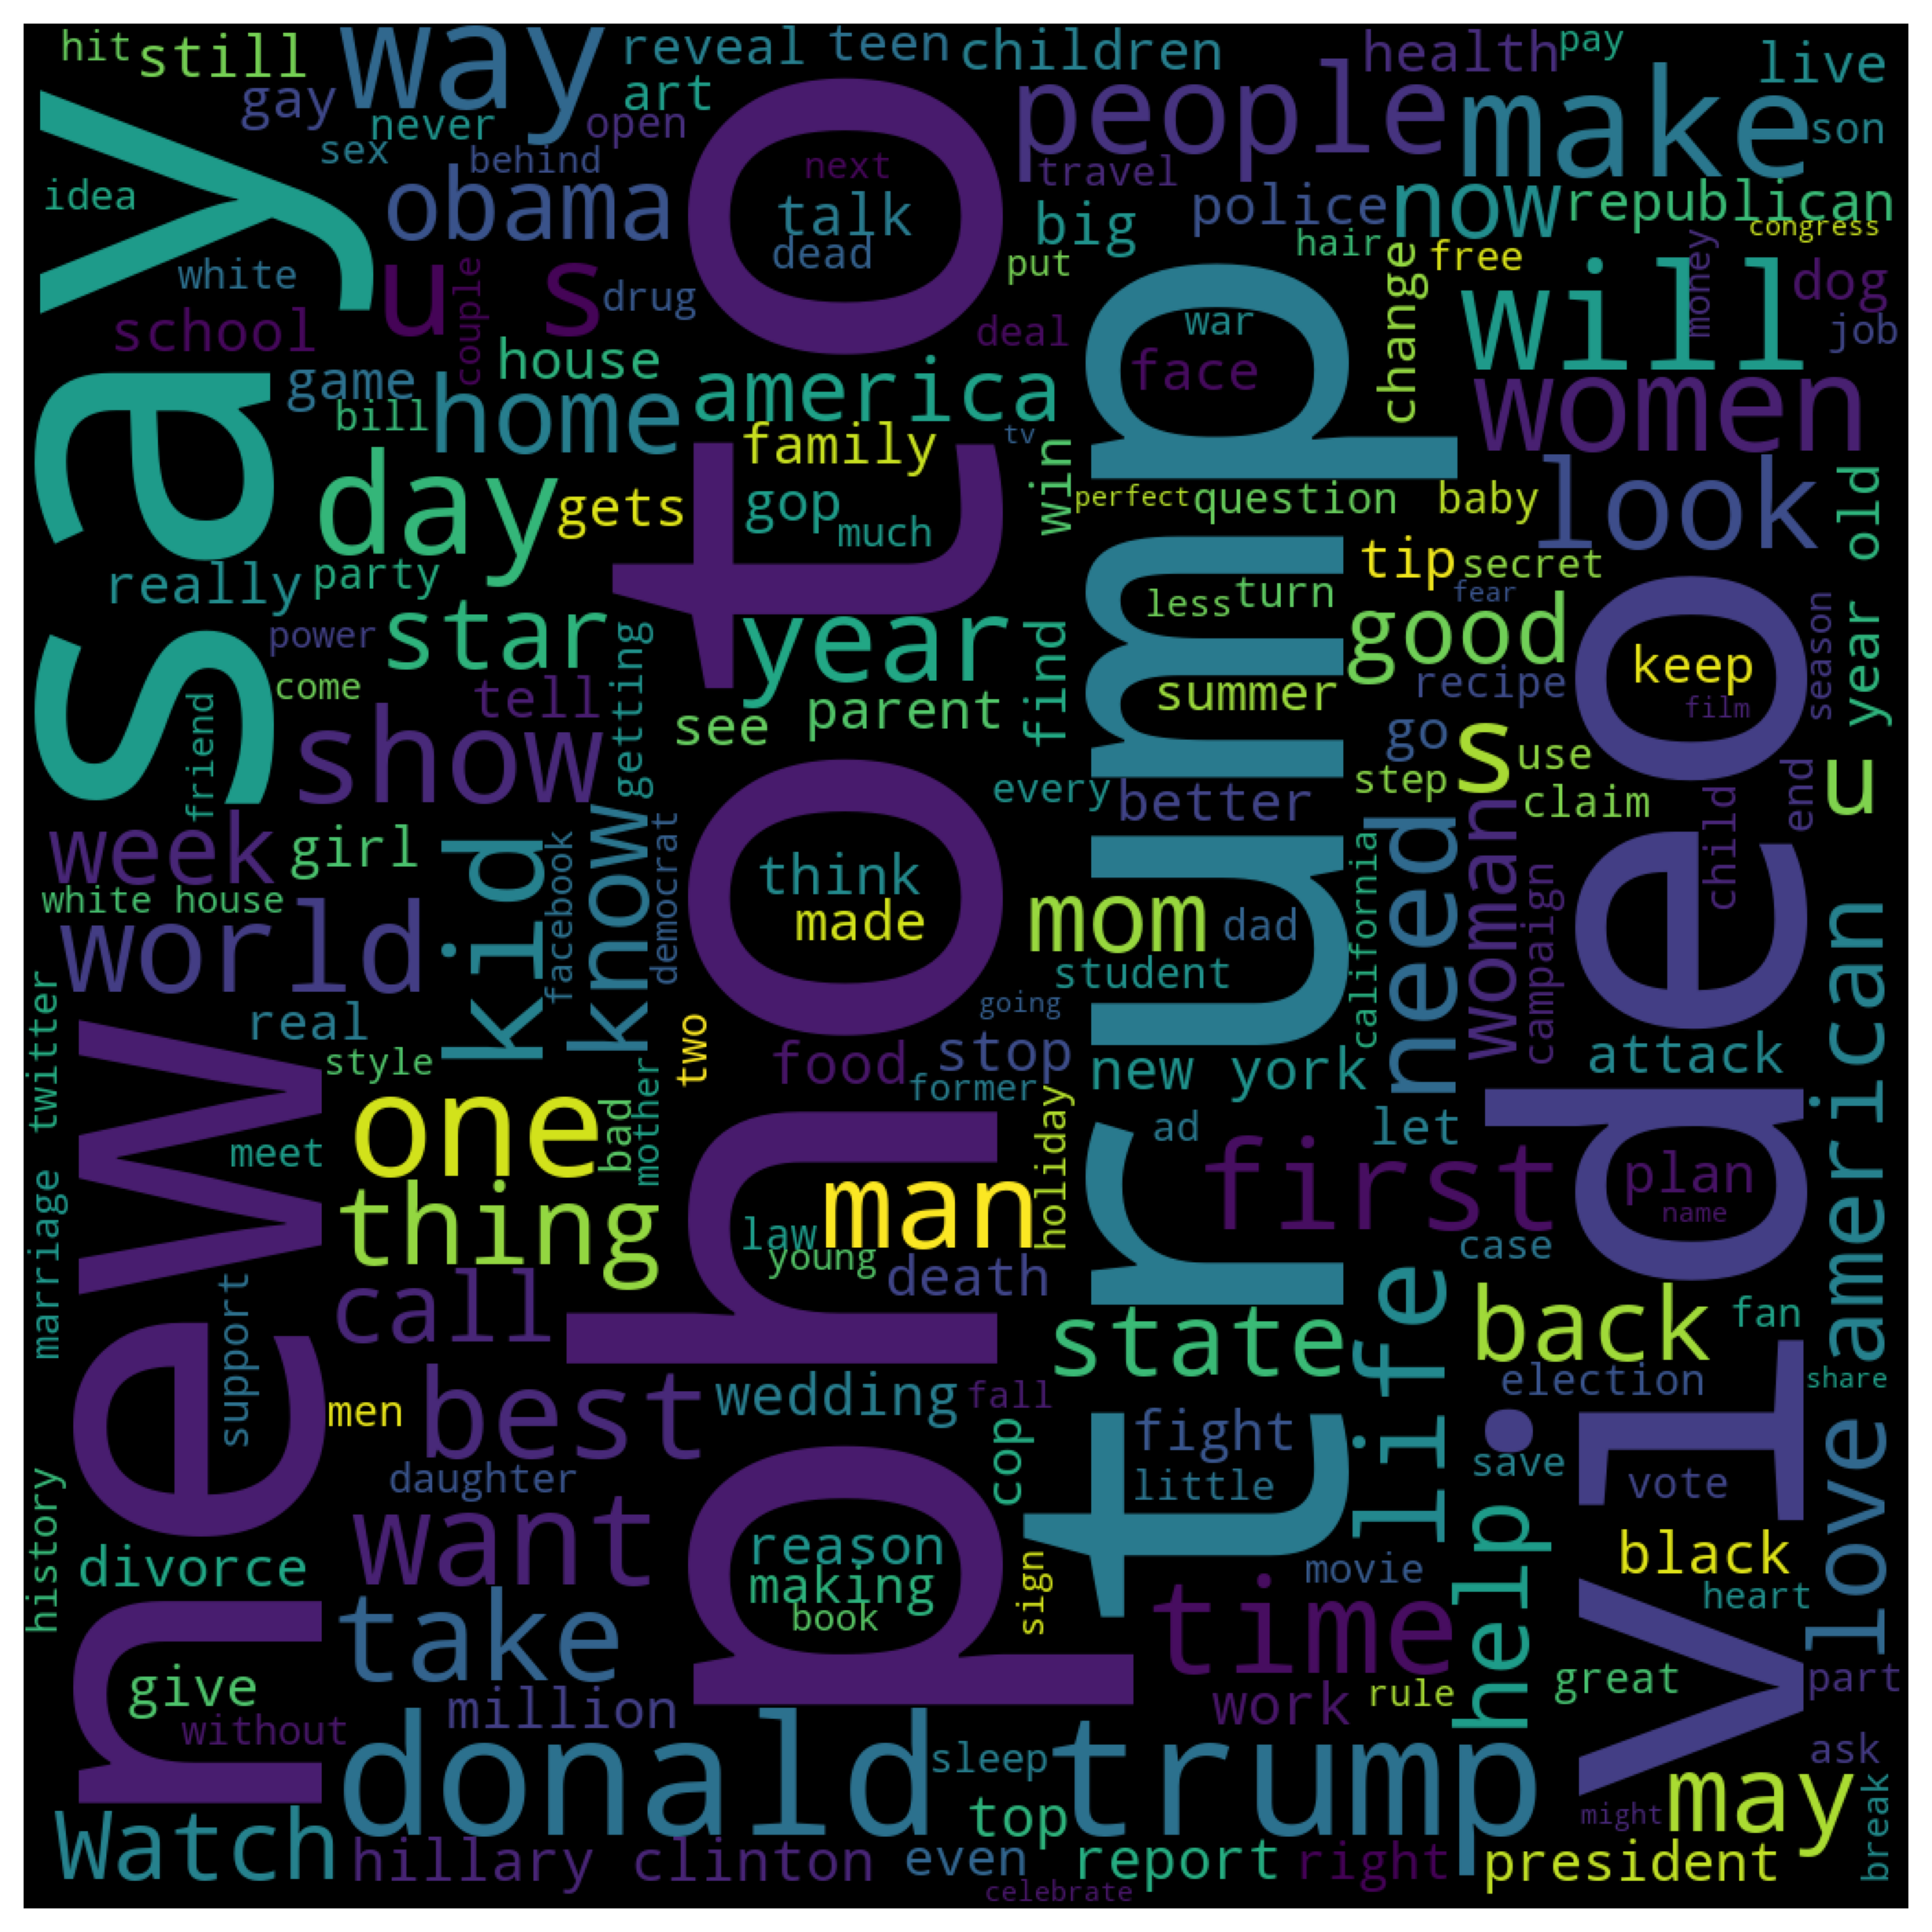 hit
still
way
reveal
teen
children
health
pay
live
gay
art
people
make
never
open
son
sex
behind
next
travel
idea
obama
talk
big
police
now
republican
congress
dead
hair
say
white
u s
couple
drug
put
change
free
money
will
dog
school
deal
war
job
game
house
face
bill
home
america
women
photo
family
tv
trump
day
gets
gop
win
perfect
question
baby
look
much
year old
really
party
tip
secret
less
turn
fear
power
star
getting
year
find
good
season
come
tell
see
parent
summer
recipe
keep
film
friend
show
go
s
use
end
u
every
better
step
claim
week
girl
kid
know
democrat
think
california
need
woman
child
video
white house
facebook
made
mom
dad
campaign
world
student
going
real
two
stop
attack
american
twitter
style
food
former
new york
new
one
bad
mother
holiday
ad
let
meet
first
plan
thing
law
man
name
marriage
young
death
case
support
call
state
life
back
fan
men
best
wedding
fall
election
share
love
cop
fight
save
daughter
little
vote
history
want
reason
help
divorce
making
sign
movie
black
book
heart
take
time
give
great
part
million
work
rule
without
donald trump
sleep
ask
Watch
top
might
may
break
hillary clinton
even
report
right
president
celebrate